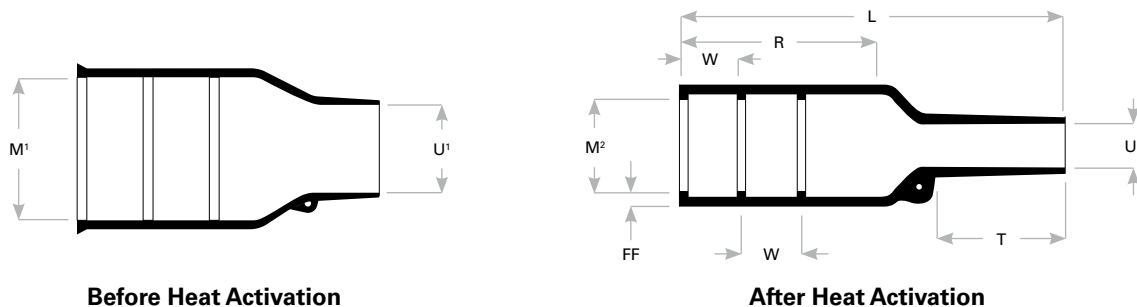 L
R
W
M¹
U¹
M²
U
FF
W
T
Before Heat Activation
After Heat Activation